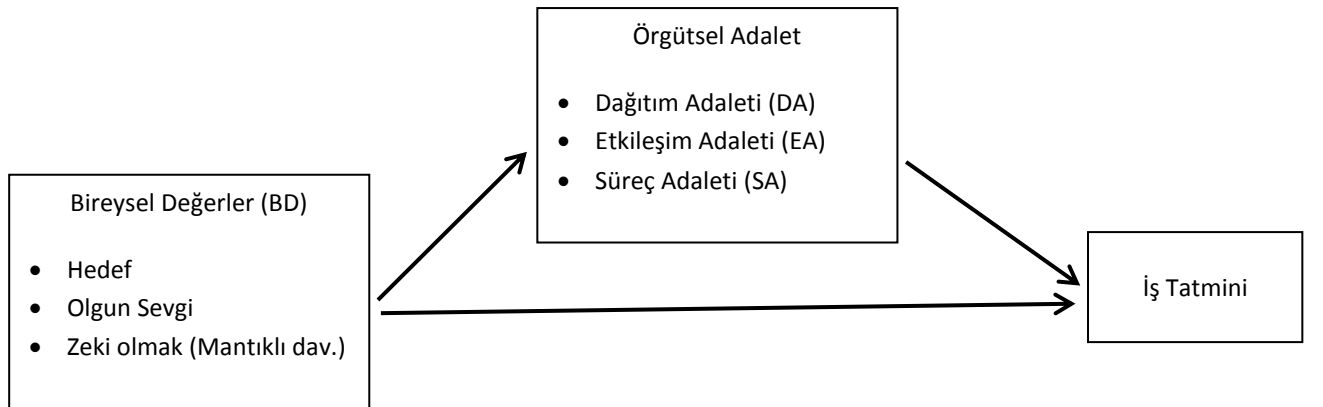 Örgütsel Adalet
• Dağıtım Adaleti (DA)
• Etkileşim Adaleti (EA)
• Süreç Adaleti (SA)
Bireysel Değerler (BD)
• Hedef
• Olgun Sevgi
• Zeki olmak (Mantıklı dav.)
İş Tatmini